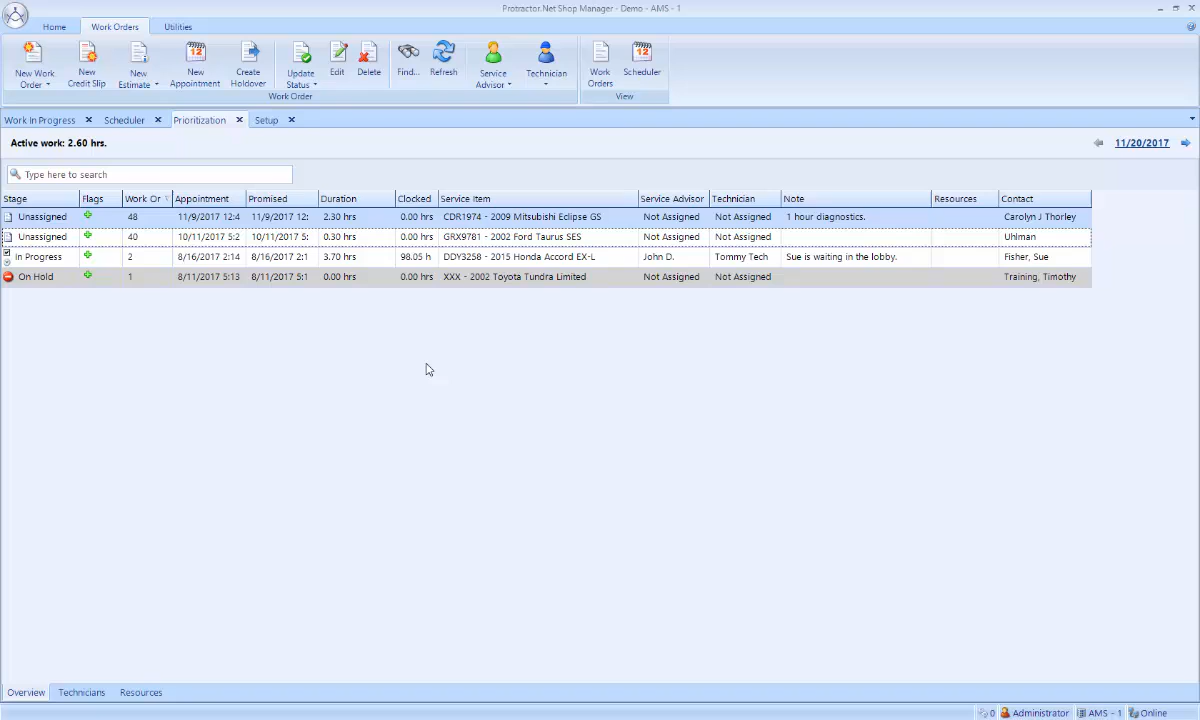 Protractor.Net Shop Manager - Demo - AMS - 1
Home Work Orders Utilities
New Work Order New Credit Slip New Estimate New Appointment Create Holdover Update Status Edit Delete Find... Refresh Service Advisor Technician Work Orders Scheduler
Work Order View
Work In Progress Scheduler Prioritization Setup
Active work: 2.60 hrs. 11/20/2017
Type here to search
Stage Flags Work Or Appointment Promised Duration Clocked Service Item Service Advisor Technician Note Resources Contact
Unassigned 48 11/9/2017 12:4 11/9/2017 12: 2.30 hrs 0.00 hrs CDR1974 - 2009 Mitsubishi Eclipse GS Not Assigned Not Assigned 1 hour diagnostics. Carolyn J Thorley
Unassigned 40 10/11/2017 5:2 10/11/2017 5: 0.30 hrs 0.00 hrs GRX9781 - 2002 Ford Taurus SES Not Assigned Not Assigned Uhlman
In Progress 2 8/16/2017 2:14 8/16/2017 2:1 3.70 hrs 98.05 h DDY3258 - 2015 Honda Accord EX-L John D. Tommy Tech Sue is waiting in the lobby. Fisher, Sue
On Hold 1 8/11/2017 5:13 8/11/2017 5:1 0.00 hrs 0.00 hrs XXX - 2002 Toyota Tundra Limited Not Assigned Not Assigned Training, Timothy
Overview Technicians Resources
0 Administrator AMS - 1 Online